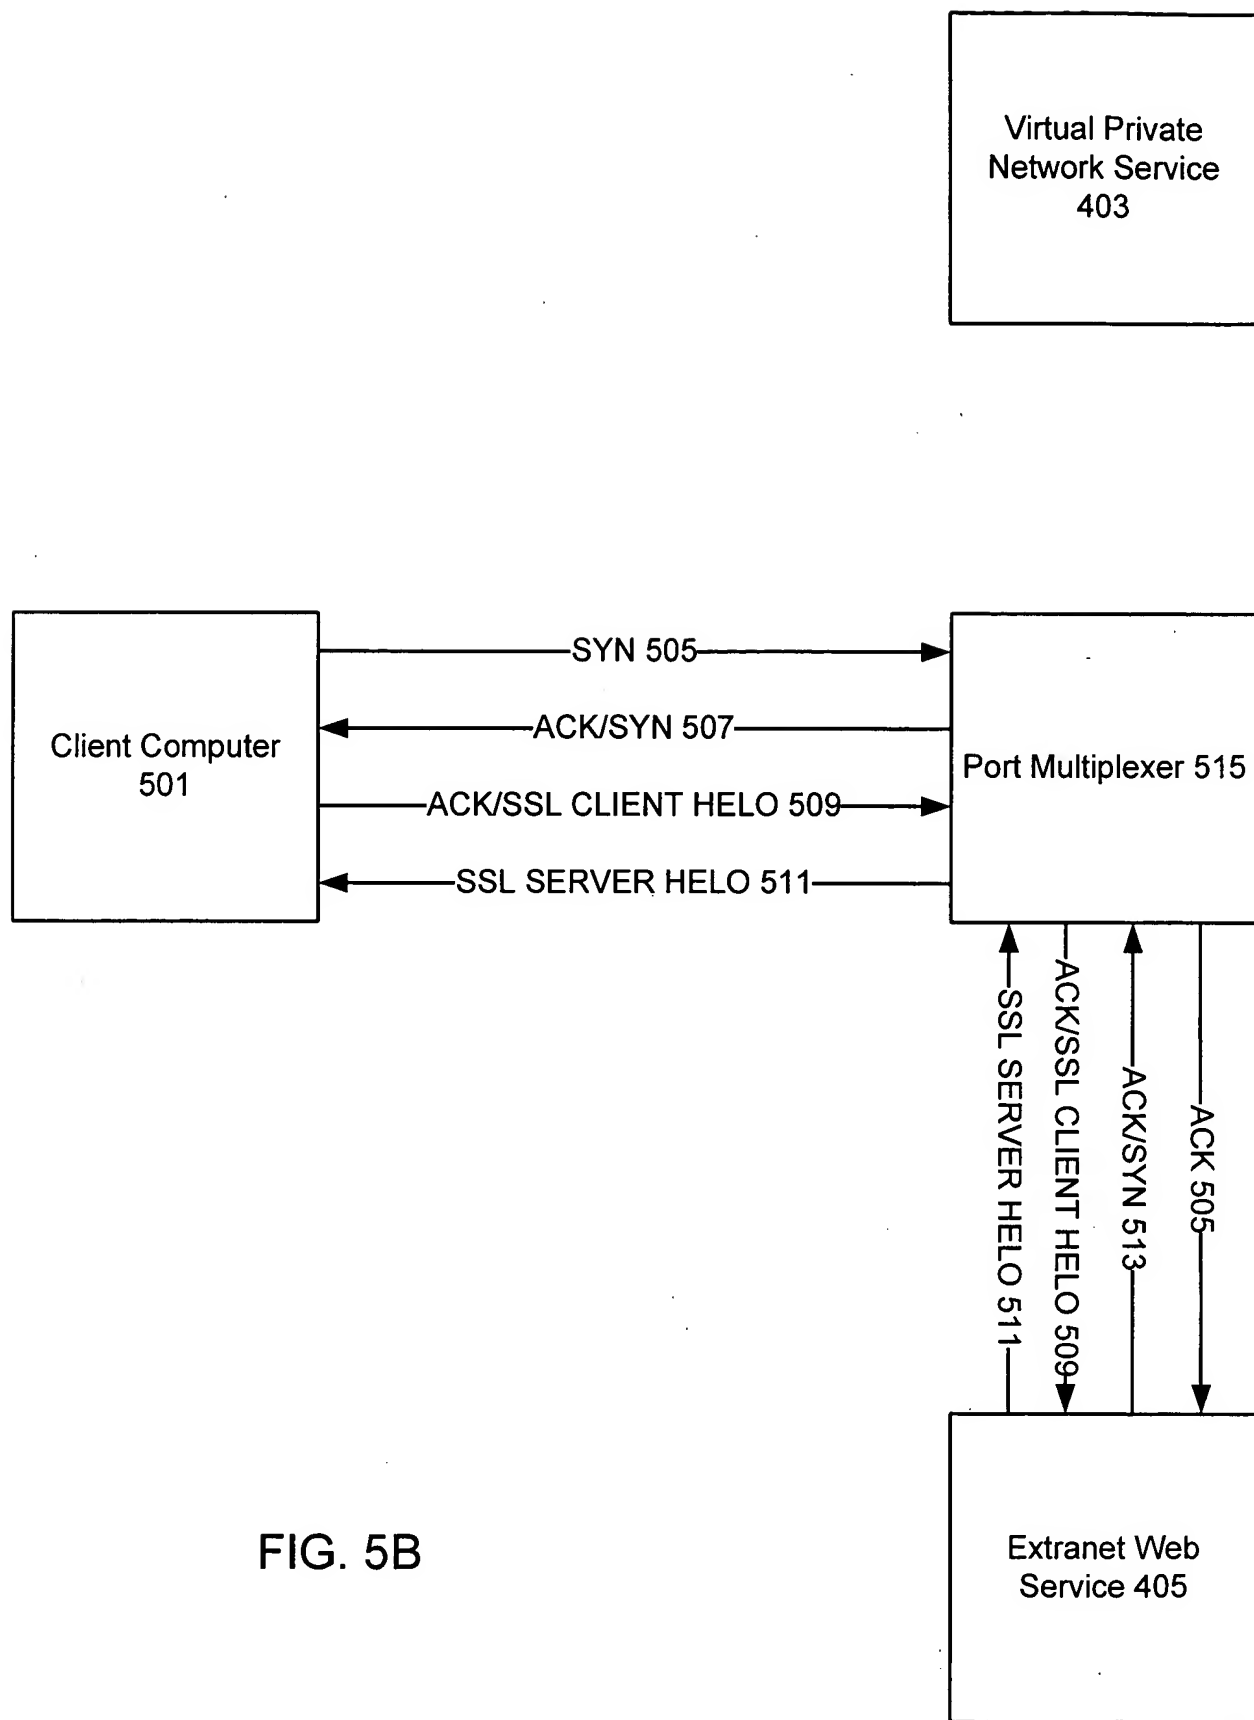 Virtual Private
Network Service
403
SYN 505
ACK/SYN 507
Client Computer
501
Port Multiplexer 515
ACK/SSL CLIENT HELO 509
SSL SERVER HELO 511
SSL SERVER HELO 511
ACK/SSL CLIENT HELO 509
ACK/SYN 513
ACK 505
FIG. 5B
Extranet Web
Service 405